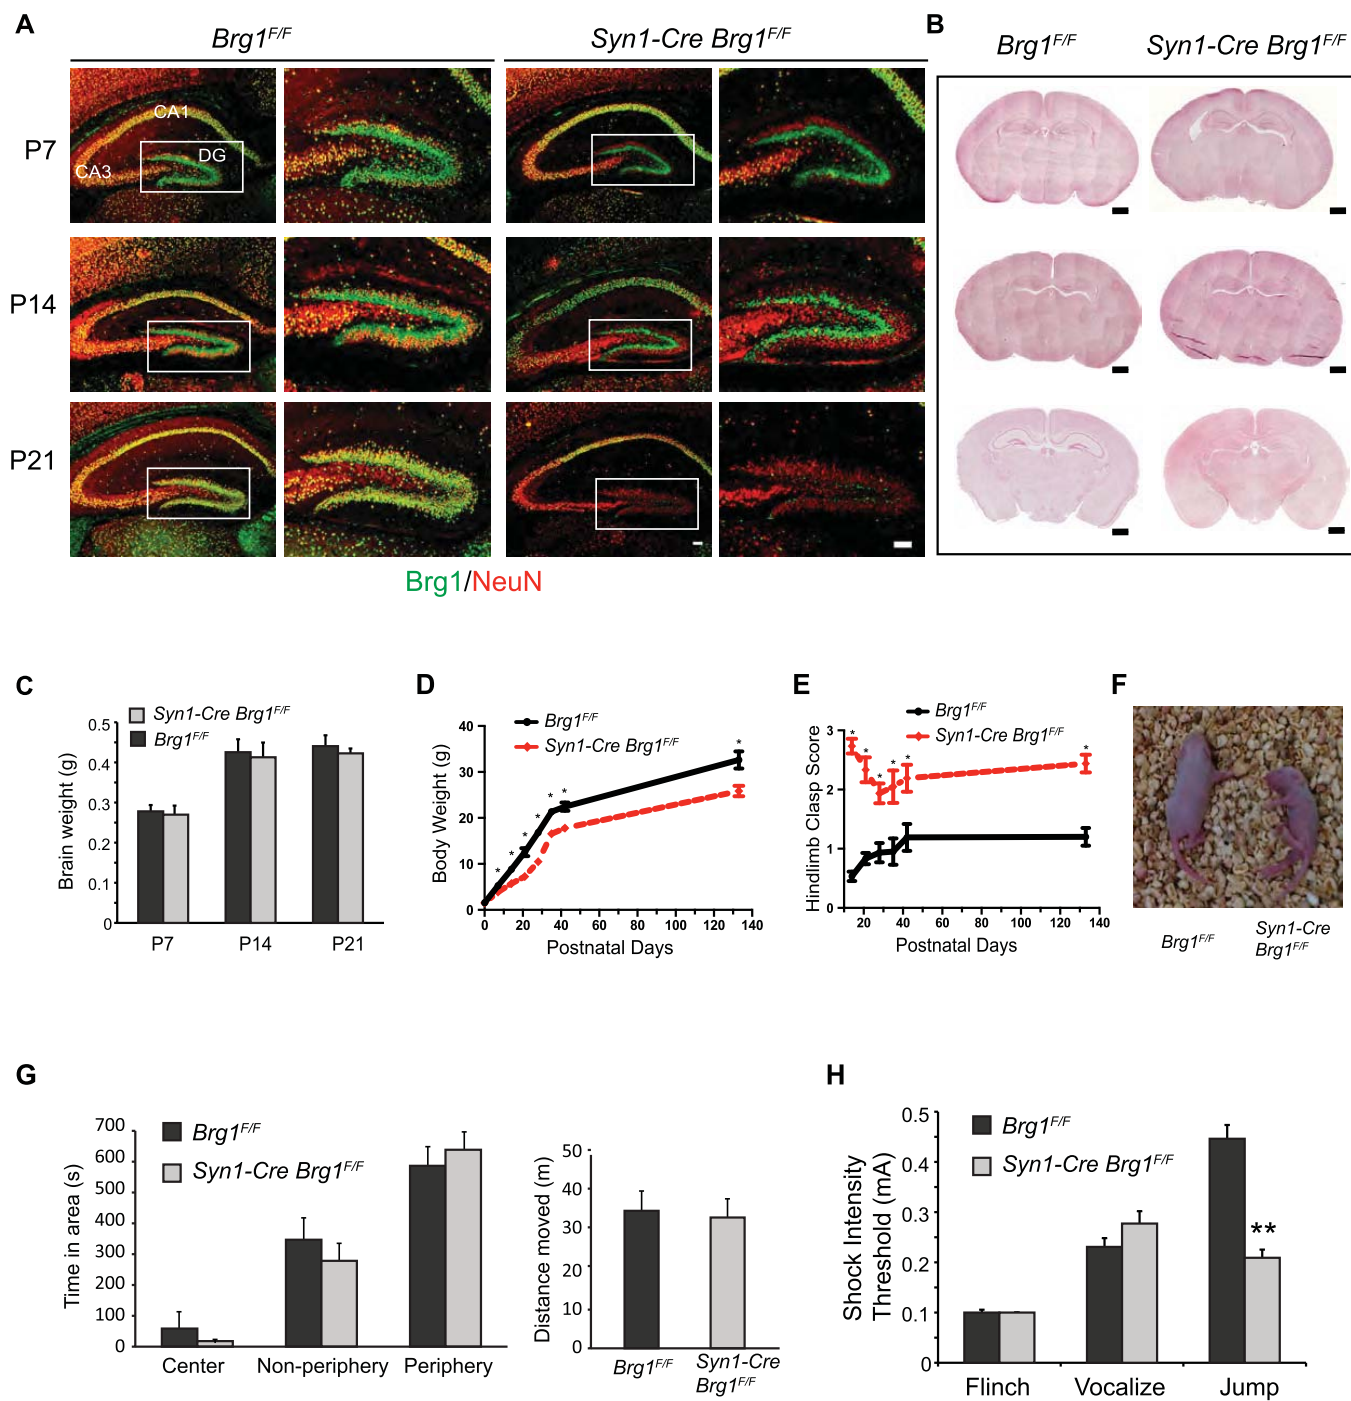 A
Brg1F/F
Syn1-Cre Brg1F/F
B
Brg1F/F
Syn1-Cre Brg1F/F
P7
CA1
DG
CA3
P14
P21
Brg1/NeuN
C
Syn1-Cre Brg1F/F
Brg1F/F
Brain weight (g)
0.5
0.4
0.3
0.2
0.1
0
P7
P14
P21
D
Brg1F/F
Syn1-Cre Brg1F/F
Body Weight (g)
40
30
20
10
0
* * * * * * *
0 20 40 60 80 100 120 140
Postnatal Days
E
Brg1F/F
Syn1-Cre Brg1F/F
Hindlimb Clasp Score
3
2
1
0
* * * * * *
20 40 60 80 100 120 140
Postnatal Days
F
Brg1F/F
Syn1-Cre
Brg1F/F
G
Brg1F/F
Syn1-Cre Brg1F/F
Time in area (s)
700
600
500
400
300
200
100
0
Center
Non-periphery
Periphery
Distance moved (m)
50
40
30
20
10
0
Brg1F/F
Syn1-Cre
Brg1F/F
H
Brg1F/F
Syn1-Cre Brg1F/F
Shock Intensity
Threshold (mA)
0.5
0.4
0.3
0.2
0.1
0
**
Flinch
Vocalize
Jump